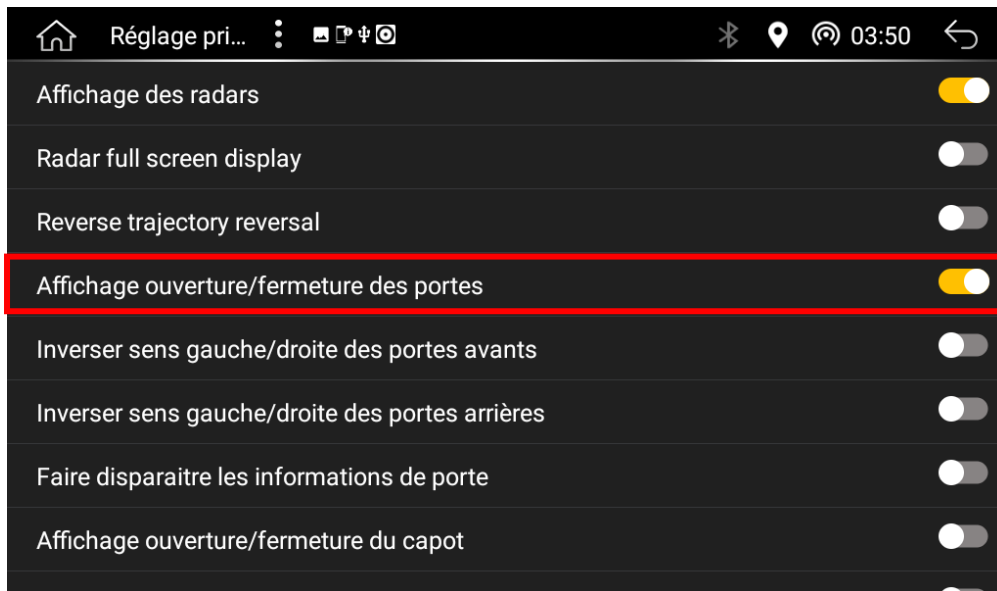 Réglage pri... 03:50
Affichage des radars
Radar full screen display
Reverse trajectory reversal
Affichage ouverture/fermeture des portes
Inverser sens gauche/droite des portes avants
Inverser sens gauche/droite des portes arrières
Faire disparaitre les informations de porte
Affichage ouverture/fermeture du capot